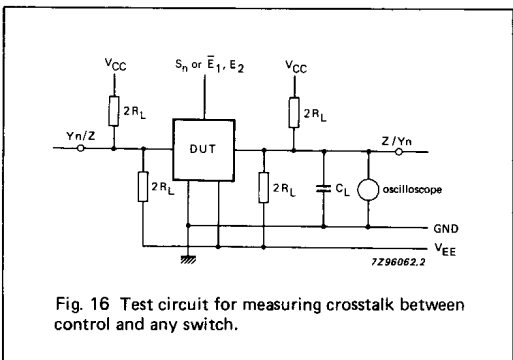 Sn or E̅1, E2
VCC
VCC
2RL
2RL
Yn/Z
Z/Yn
DUT
2RL
2RL
CL
oscilloscope
GND
VEE
7Z96062.2
Fig. 16 Test circuit for measuring crosstalk between
control and any switch.